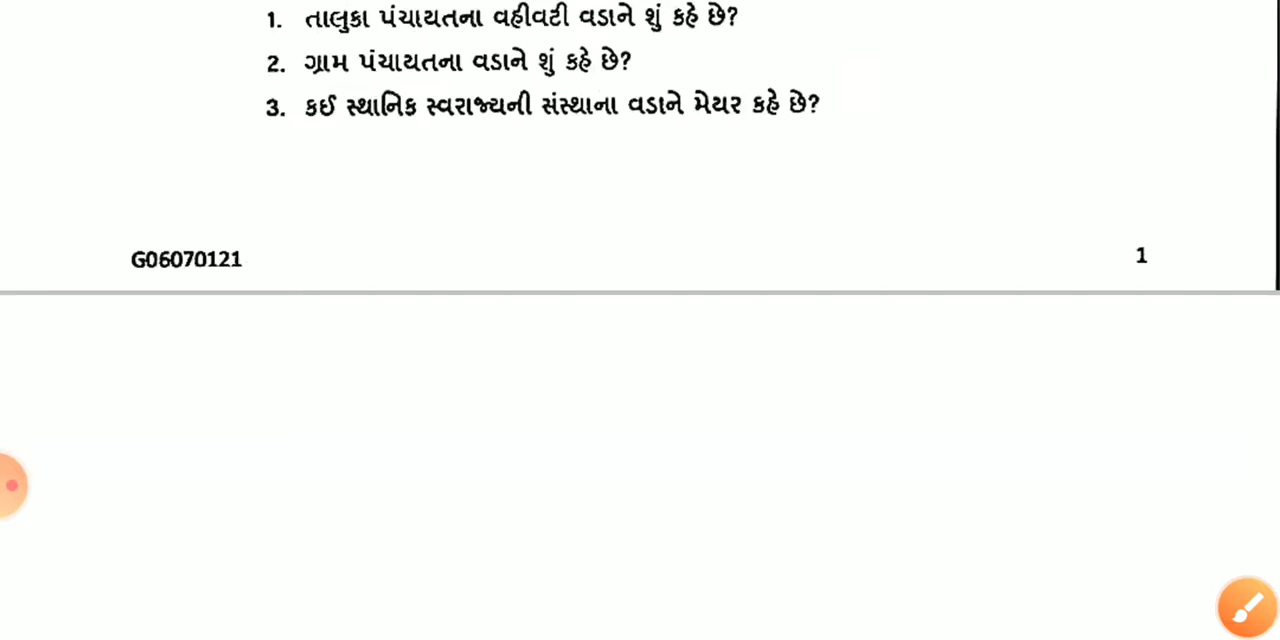 1. તાલુકા પંચાયતના વહીવટી વડાને શું કહે છે?
2. ગ્રામ પંચાયતના વડાને શું કહે છે?
3. કઈ સ્થાનિક સ્વરાજ્યની સંસ્થાના વડાને મેયર કહે છે?
G06070121 1